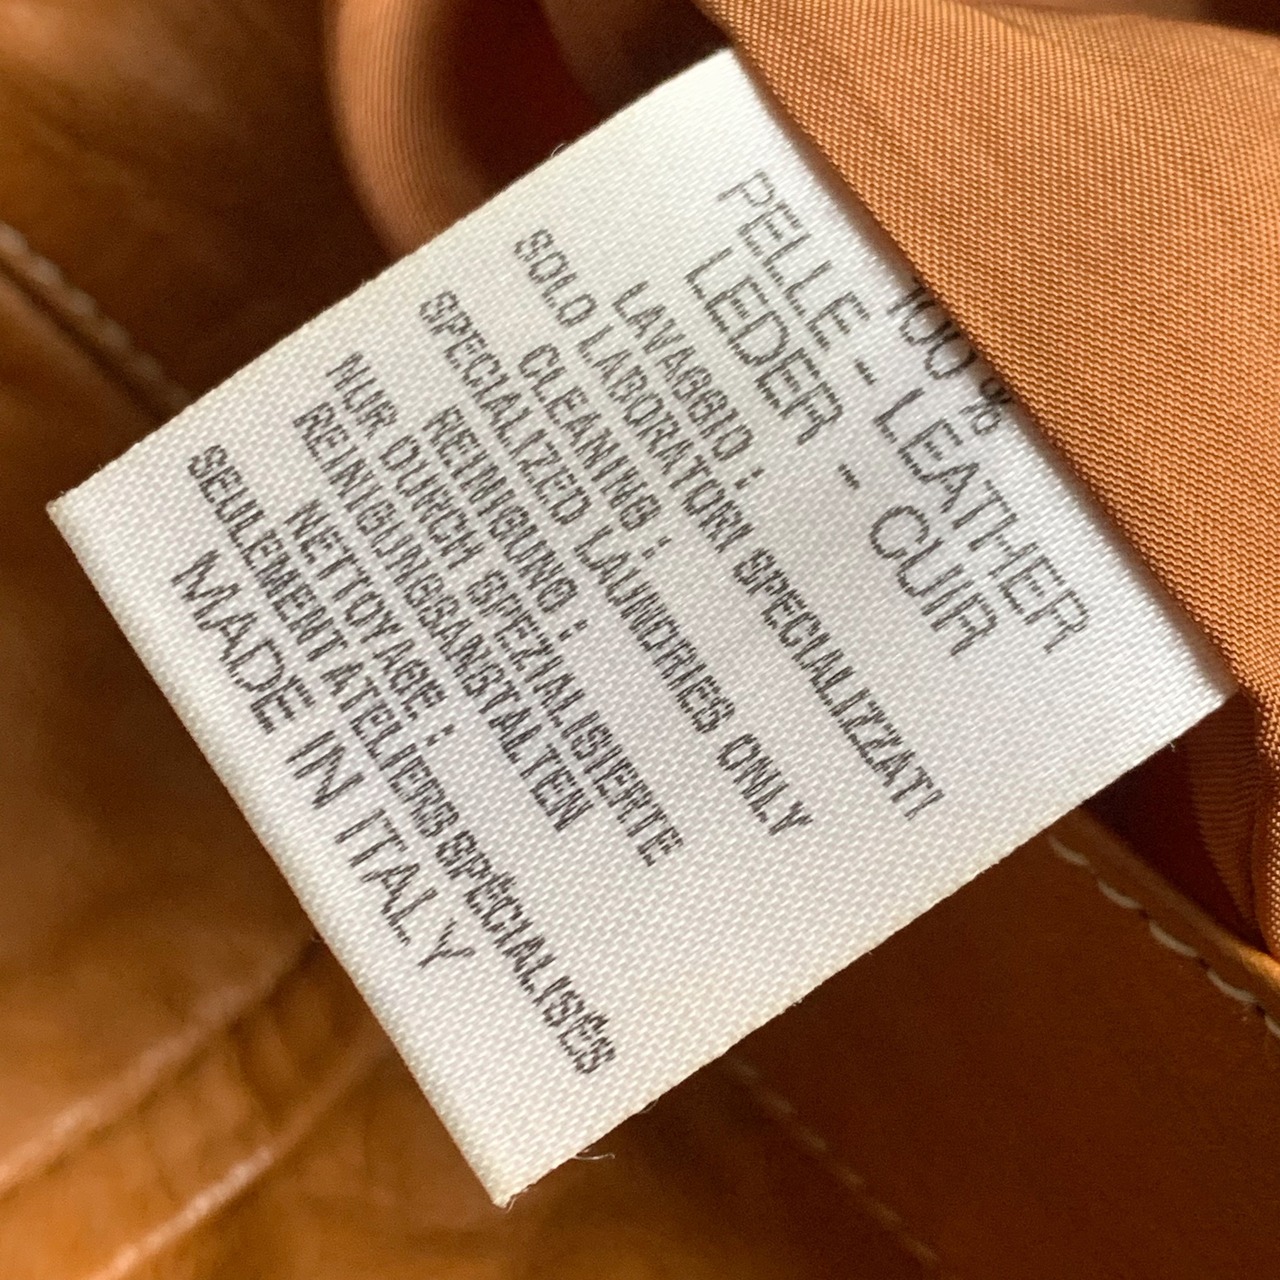 100 %
PELLE - LEATHER
LEDER - CUIR
LAVAGGIO :
SOLO LABORATORI SPECIALIZZATI
CLEANING :
SPECIALIZED LAUNDRIES ONLY
REINIGUNG :
NUR DURCH SPEZIALISIERTE
REINIGUNGSANSTALTEN
NETTOYAGE :
SEULEMENT ATELIERS SPéCIALISéS
MADE IN ITALY